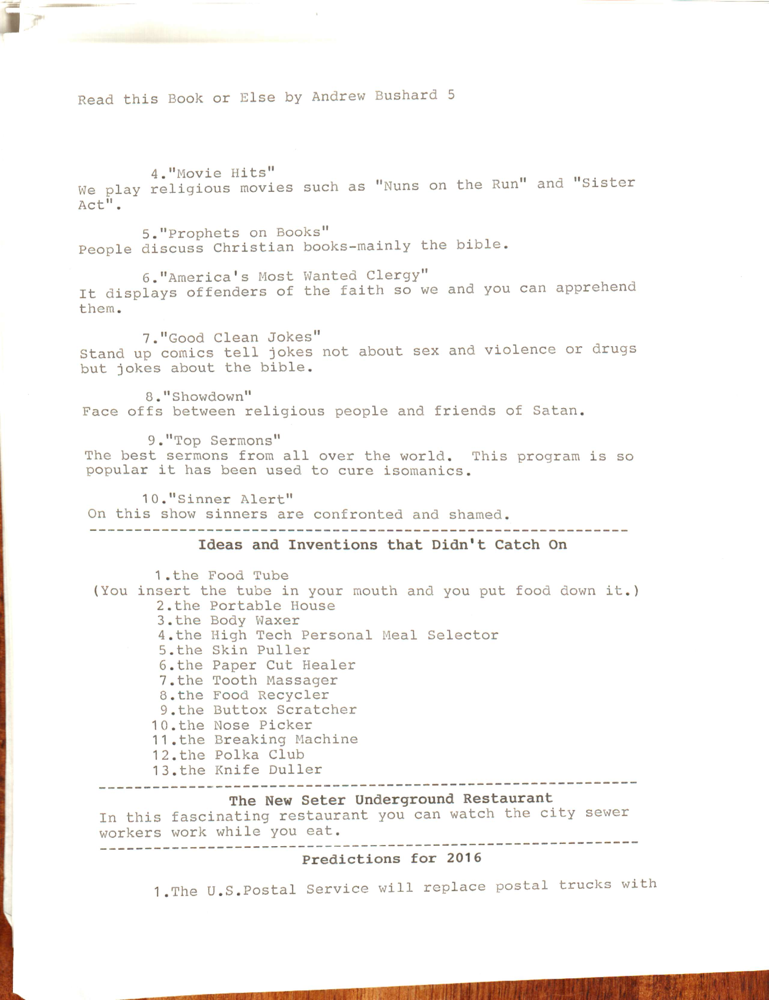 Read this Book or Else by Andrew Bushard 5
4."Movie Hits"
We play religious movies such as "Nuns on the Run" and "Sister
Act".
5."Prophets on Books"
People discuss Christian books-mainly the bible.
6."America's Most Wanted Clergy"
It displays offenders of the faith so we and you can apprehend
them.
7."Good Clean Jokes"
Stand up comics tell jokes not about sex and violence or drugs
but jokes about the bible.
8."Showdown"
Face offs between religious people and friends of Satan.
9."Top Sermons"
The best sermons from all over the world.  This program is so
popular it has been used to cure isomanics.
10."Sinner Alert"
On this show sinners are confronted and shamed.
------------------------------------------------------------
Ideas and Inventions that Didn't Catch On
1.the Food Tube
(You insert the tube in your mouth and you put food down it.)
2.the Portable House
3.the Body Waxer
4.the High Tech Personal Meal Selector
5.the Skin Puller
6.the Paper Cut Healer
7.the Tooth Massager
8.the Food Recycler
9.the Buttox Scratcher
10.the Nose Picker
11.the Breaking Machine
12.the Polka Club
13.the Knife Duller
------------------------------------------------------------
The New Seter Underground Restaurant
In this fascinating restaurant you can watch the city sewer
workers work while you eat.
------------------------------------------------------------
Predictions for 2016
1.The U.S.Postal Service will replace postal trucks with